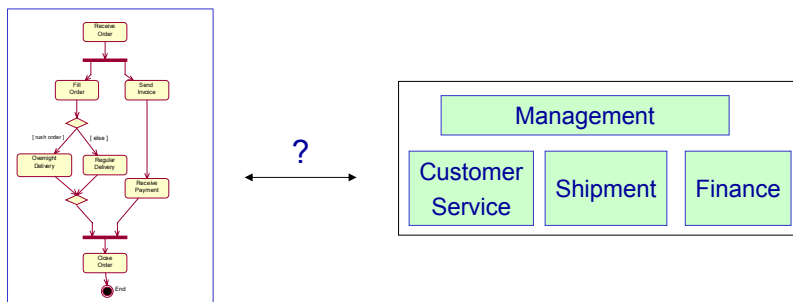 Receive
Order
Fill
Order
Send
Invoice
[ rush order ]
[ else ]
Overnight
Delivery
Regular
Delivery
Receive
Payment
Close
Order
End
?
Management
Customer
Service
Shipment
Finance